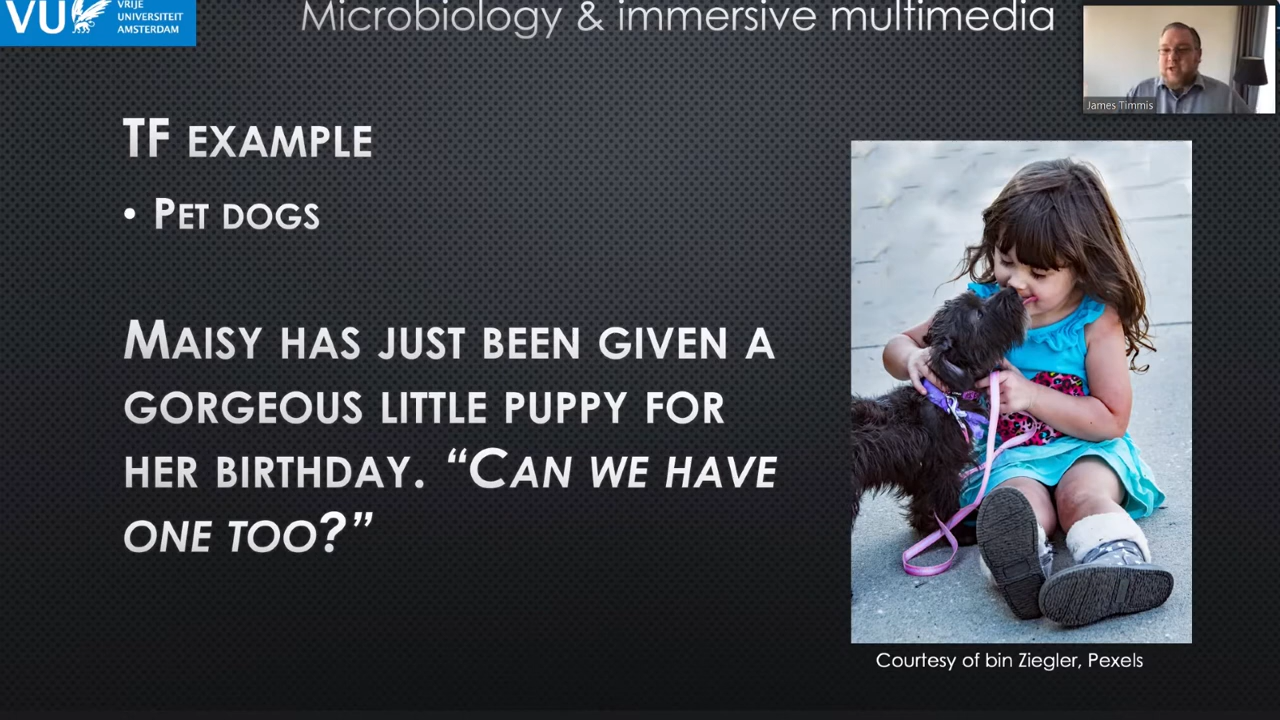 VU
VRIJE
UNIVERSITEIT
AMSTERDAM
Microbiology & immersive multimedia
James Timmis
TF EXAMPLE
• PET DOGS
MAISY HAS JUST BEEN GIVEN A
GORGEOUS LITTLE PUPPY FOR
HER BIRTHDAY. “CAN WE HAVE
ONE TOO?”
Courtesy of bin Ziegler, Pexels